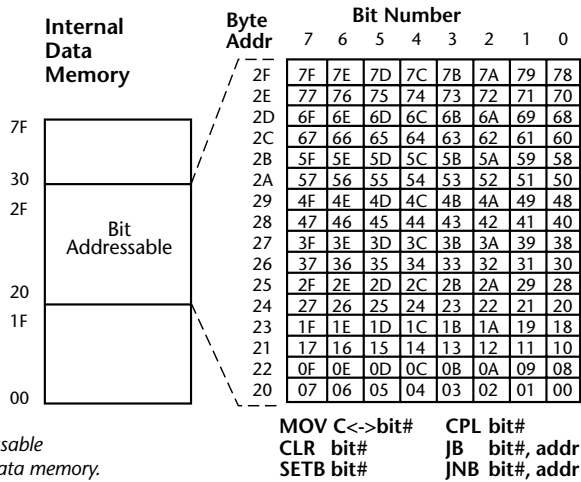 Internal
Data
Memory
7F
30
2F
Bit
Addressable
20
1F
00
Byte
Addr
Bit Number
7 6 5 4 3 2 1 0
2F 7F 7E 7D 7C 7B 7A 79 78
2E 77 76 75 74 73 72 71 70
2D 6F 6E 6D 6C 6B 6A 69 68
2C 67 66 65 64 63 62 61 60
2B 5F 5E 5D 5C 5B 5A 59 58
2A 57 56 55 54 53 52 51 50
29 4F 4E 4D 4C 4B 4A 49 48
28 47 46 45 44 43 42 41 40
27 3F 3E 3D 3C 3B 3A 39 38
26 37 36 35 34 33 32 31 30
25 2F 2E 2D 2C 2B 2A 29 28
24 27 26 25 24 23 22 21 20
23 1F 1E 1D 1C 1B 1A 19 18
21 17 16 15 14 13 12 11 10
22 0F 0E 0D 0C 0B 0A 09 08
20 07 06 05 04 03 02 01 00
MOV C<->bit# CPL bit#
CLR bit# JB bit#, addr
SETB bit# JNB bit#, addr
sable
ata memory.